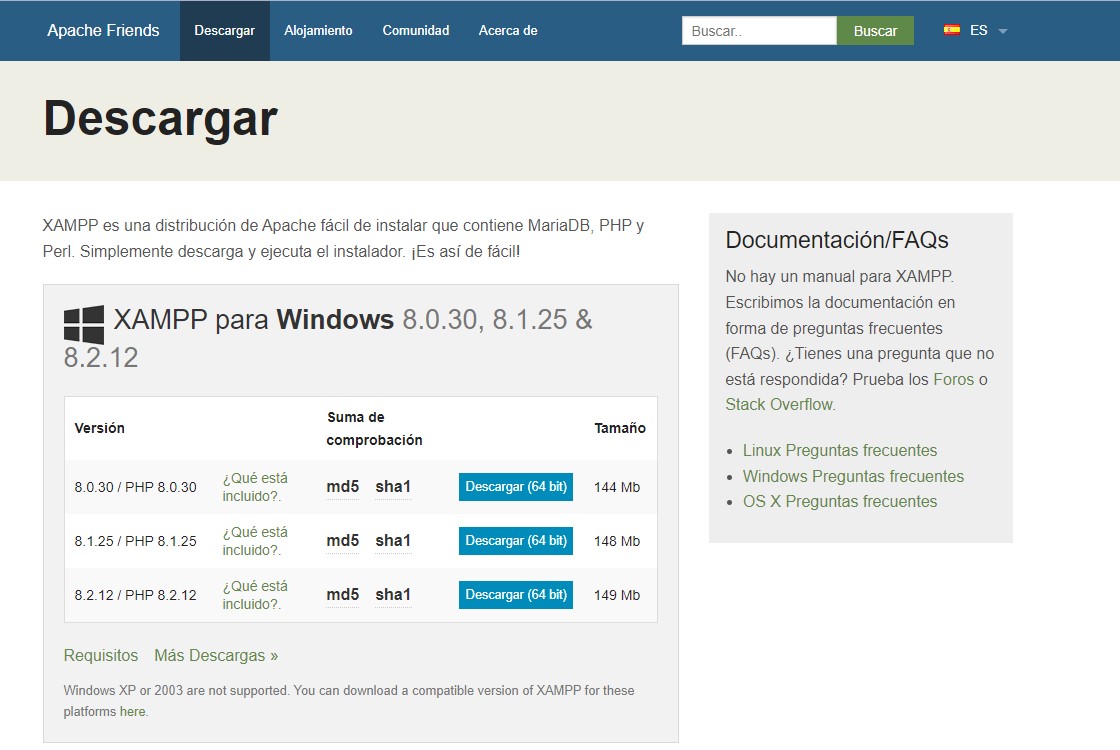 Apache Friends
Descargar
Alojamiento
Comunidad
Acerca de
Buscar..
Buscar
ES
Descargar
XAMPP es una distribución de Apache fácil de instalar que contiene MariaDB, PHP y
Perl. Simplemente descarga y ejecuta el instalador. ¡Es así de fácil!
XAMPP para Windows 8.0.30, 8.1.25 &
8.2.12
Versión
Suma de
comprobación
Tamaño
8.0.30 / PHP 8.0.30
¿Qué está
incluido?.
md5 sha1
Descargar (64 bit)
144 Mb
8.1.25 / PHP 8.1.25
¿Qué está
incluido?.
md5 sha1
Descargar (64 bit)
148 Mb
8.2.12 / PHP 8.2.12
¿Qué está
incluido?.
md5 sha1
Descargar (64 bit)
149 Mb
Requisitos Más Descargas »
Windows XP or 2003 are not supported. You can download a compatible version of XAMPP for these
platforms here.
Documentación/FAQs
No hay un manual para XAMPP.
Escribimos la documentación en
forma de preguntas frecuentes
(FAQs). ¿Tienes una pregunta que no
está respondida? Prueba los Foros o
Stack Overflow.
Linux Preguntas frecuentes
Windows Preguntas frecuentes
OS X Preguntas frecuentes